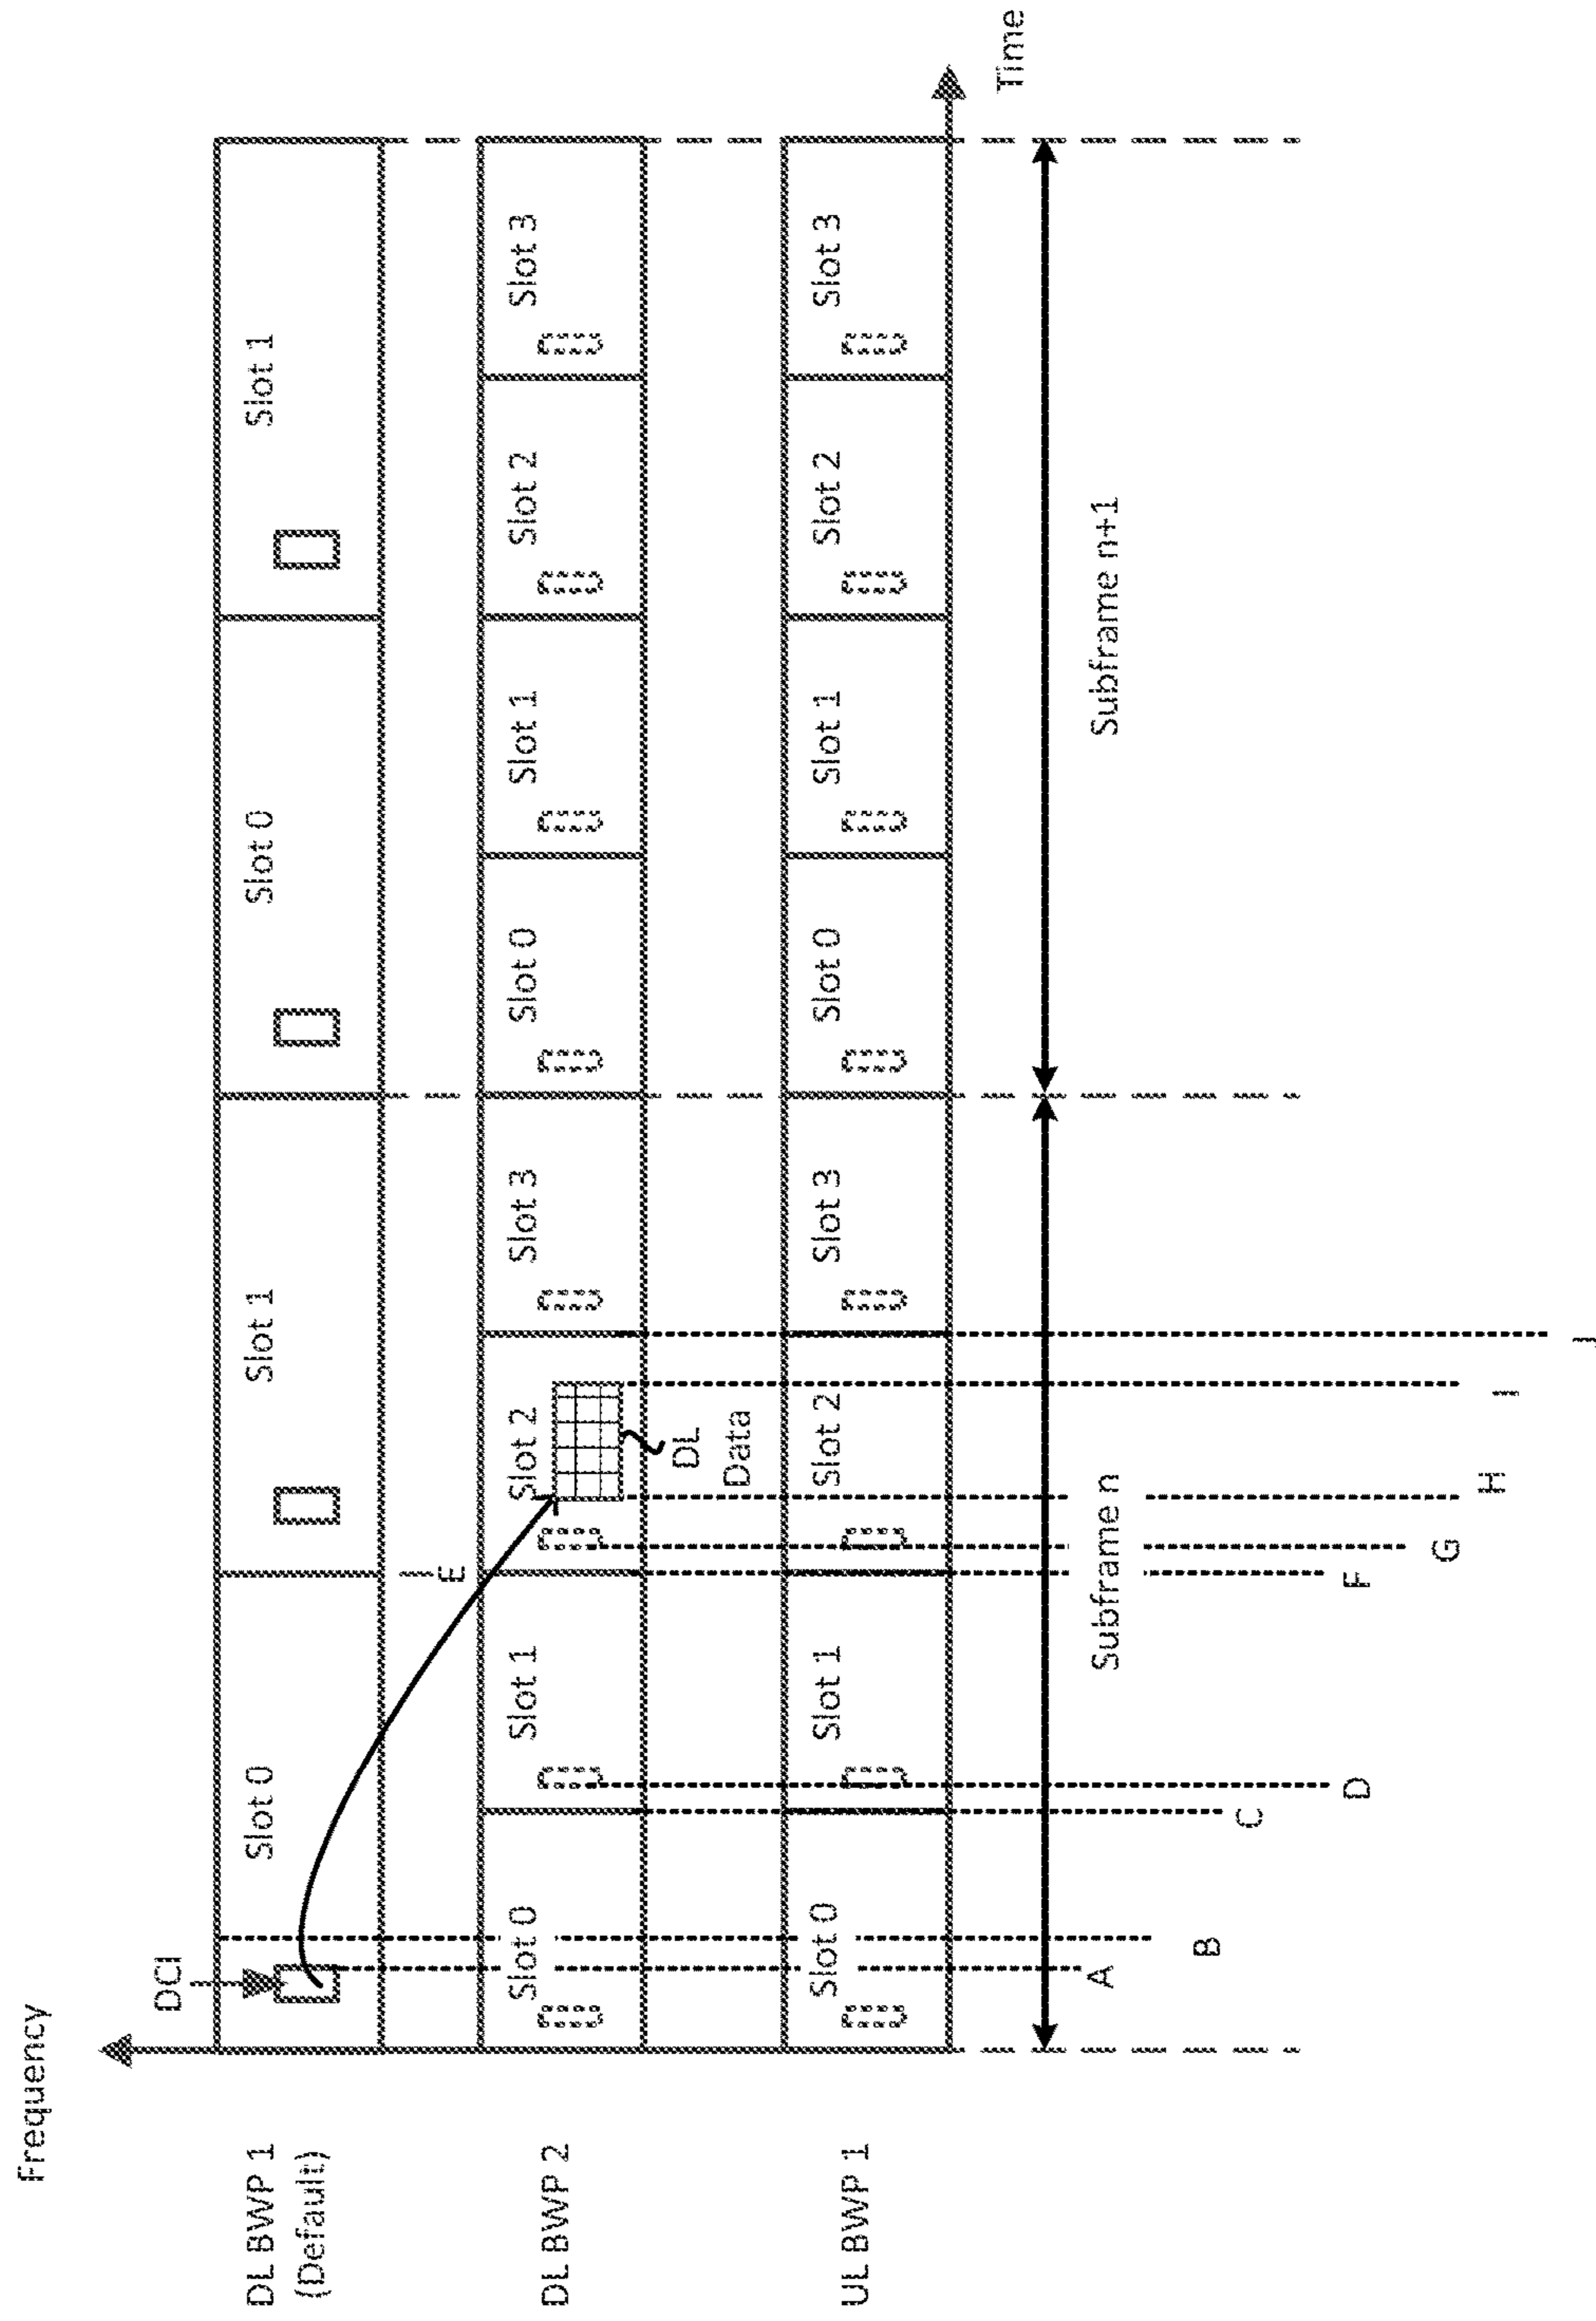 Frequency
DCI
DL BWP 1
(Default)
Slot 0
Slot 1
Slot 0
Slot 1
E
DL BWP 2
Slot 0
Slot 1
Slot 2
Slot 3
Slot 0
Slot 1
Slot 2
Slot 3
DL
Data
UL BWP 1
Slot 0
Slot 1
Slot 2
Slot 3
Slot 0
Slot 1
Slot 2
Slot 3
Time
Subframe n
Subframe n+1
A
B
C
D
F
G
H
I
J